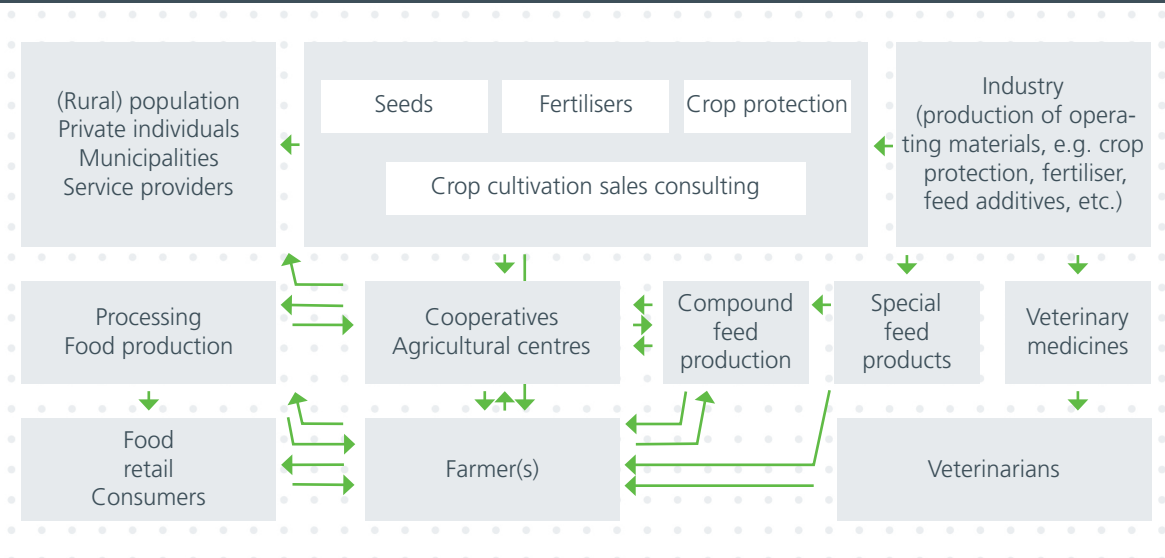 (Rural) population
Private individuals
Municipalities
Service providers
Seeds
Fertilisers
Crop protection
Crop cultivation sales consulting
Industry
(production of opera-
ting materials, e.g. crop
protection, fertiliser,
feed additives, etc.)
Processing
Food production
Cooperatives
Agricultural centres
Compound
feed
production
Special
feed
products
Veterinary
medicines
Food
retail
Consumers
Farmer(s)
Veterinarians